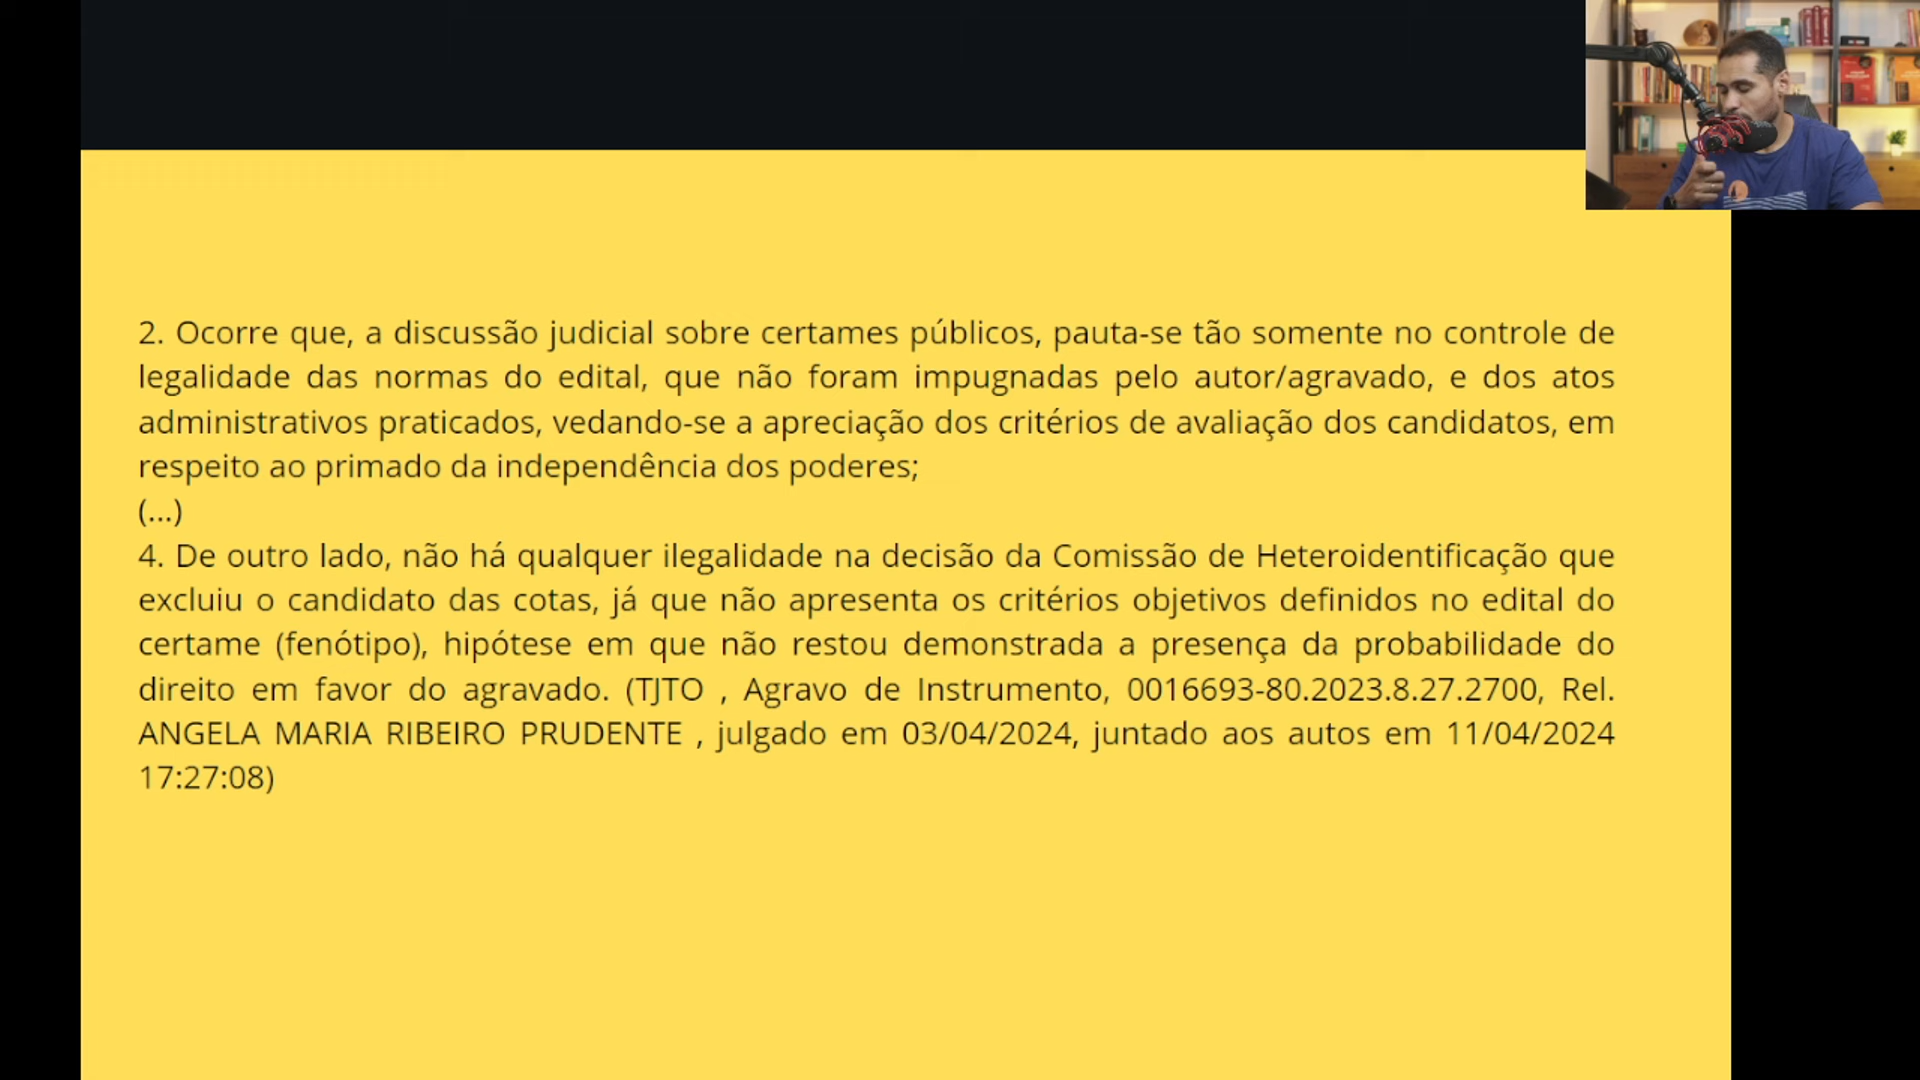 2. Ocorre que, a discussão judicial sobre certames públicos, pauta-se tão somente no controle de
legalidade das normas do edital, que não foram impugnadas pelo autor/agravado, e dos atos
administrativos praticados, vedando-se a apreciação dos critérios de avaliação dos candidatos, em
respeito ao primado da independência dos poderes;
(...)
4. De outro lado, não há qualquer ilegalidade na decisão da Comissão de Heteroidentificação que
excluiu o candidato das cotas, já que não apresenta os critérios objetivos definidos no edital do
certame (fenótipo), hipótese em que não restou demonstrada a presença da probabilidade do
direito em favor do agravado. (TJTO , Agravo de Instrumento, 0016693-80.2023.8.27.2700, Rel.
ANGELA MARIA RIBEIRO PRUDENTE , julgado em 03/04/2024, juntado aos autos em 11/04/2024
17:27:08)